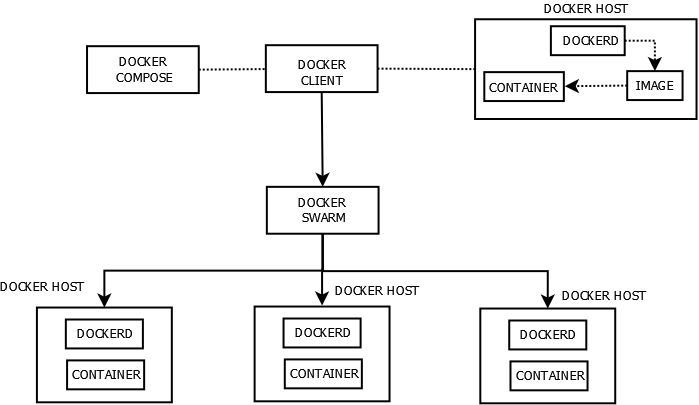 DOCKER HOST
DOCKERD
DOCKER
COMPOSE
DOCKER
CLIENT
CONTAINER
IMAGE
DOCKER
SWARM
DOCKER HOST
DOCKERD
CONTAINER
DOCKER HOST
DOCKERD
CONTAINER
DOCKER HOST
DOCKERD
CONTAINER